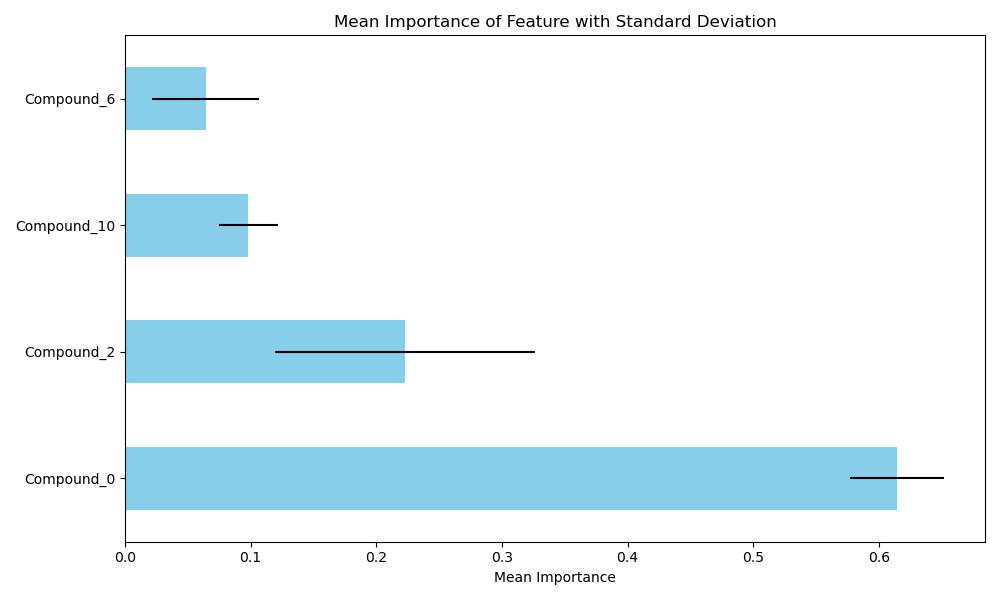 Mean Importance of Feature with Standard Deviation
Compound_6
Compound_10
Compound_2
Compound_0
0.0 0.1 0.2 0.3 0.4 0.5 0.6
Mean Importance